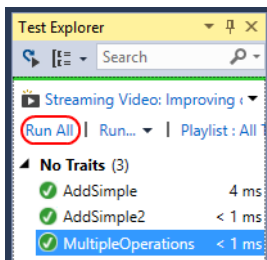 Test Explorer
Search
Streaming Video: Improving
Run All | Run... | Playlist : All
No Traits (3)
AddSimple 4 ms
AddSimple2 < 1 ms
MultipleOperations < 1 ms